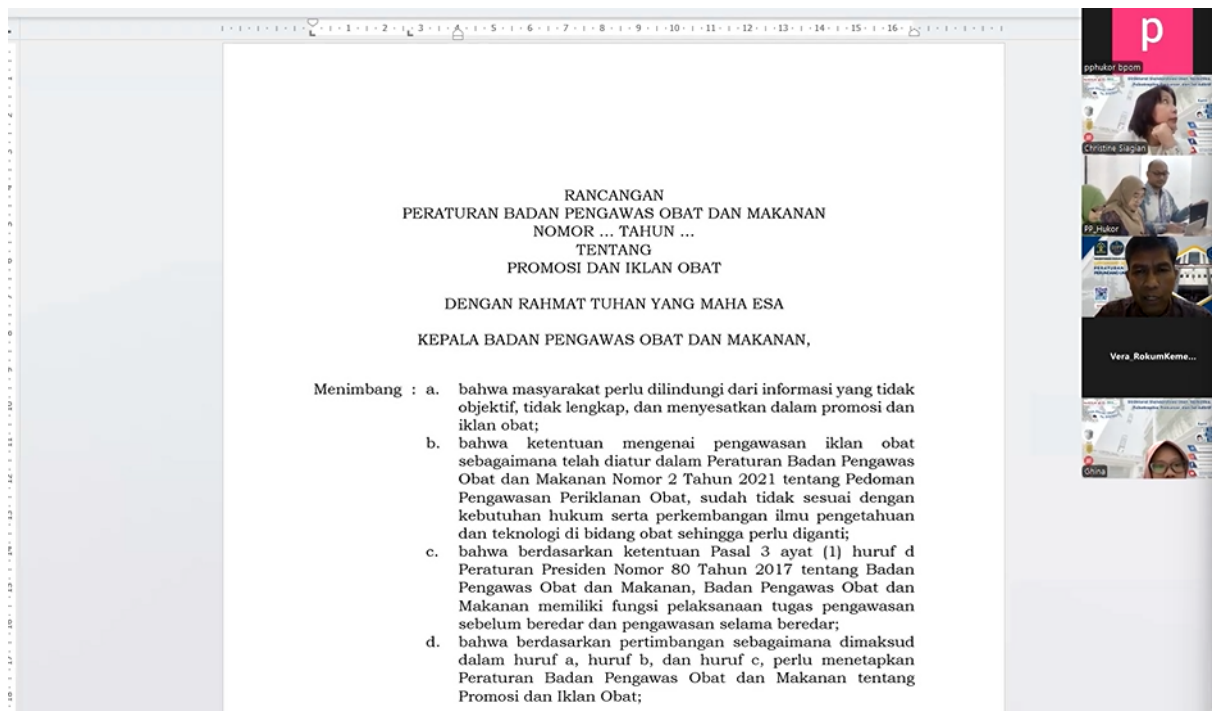 RANCANGAN
PERATURAN BADAN PENGAWAS OBAT DAN MAKANAN
NOMOR ... TAHUN ...
TENTANG
PROMOSI DAN IKLAN OBAT
DENGAN RAHMAT TUHAN YANG MAHA ESA
KEPALA BADAN PENGAWAS OBAT DAN MAKANAN,
Menimbang : a. bahwa masyarakat perlu dilindungi dari informasi yang tidak
objektif, tidak lengkap, dan menyesatkan dalam promosi dan
iklan obat;
b. bahwa ketentuan mengenai pengawasan iklan obat
sebagaimana telah diatur dalam Peraturan Badan Pengawas
Obat dan Makanan Nomor 2 Tahun 2021 tentang Pedoman
Pengawasan Periklanan Obat, sudah tidak sesuai dengan
kebutuhan hukum serta perkembangan ilmu pengetahuan
dan teknologi di bidang obat sehingga perlu diganti;
c. bahwa berdasarkan ketentuan Pasal 3 ayat (1) huruf d
Peraturan Presiden Nomor 80 Tahun 2017 tentang Badan
Pengawas Obat dan Makanan, Badan Pengawas Obat dan
Makanan memiliki fungsi pelaksanaan tugas pengawasan
sebelum beredar dan pengawasan selama beredar;
d. bahwa berdasarkan pertimbangan sebagaimana dimaksud
dalam huruf a, huruf b, dan huruf c, perlu menetapkan
Peraturan Badan Pengawas Obat dan Makanan tentang
Promosi dan Iklan Obat;
p
pphukor bpom
Christine Siagian
PP_Hukor
PERATURAN
Vera_RokumKeme...
Ghina